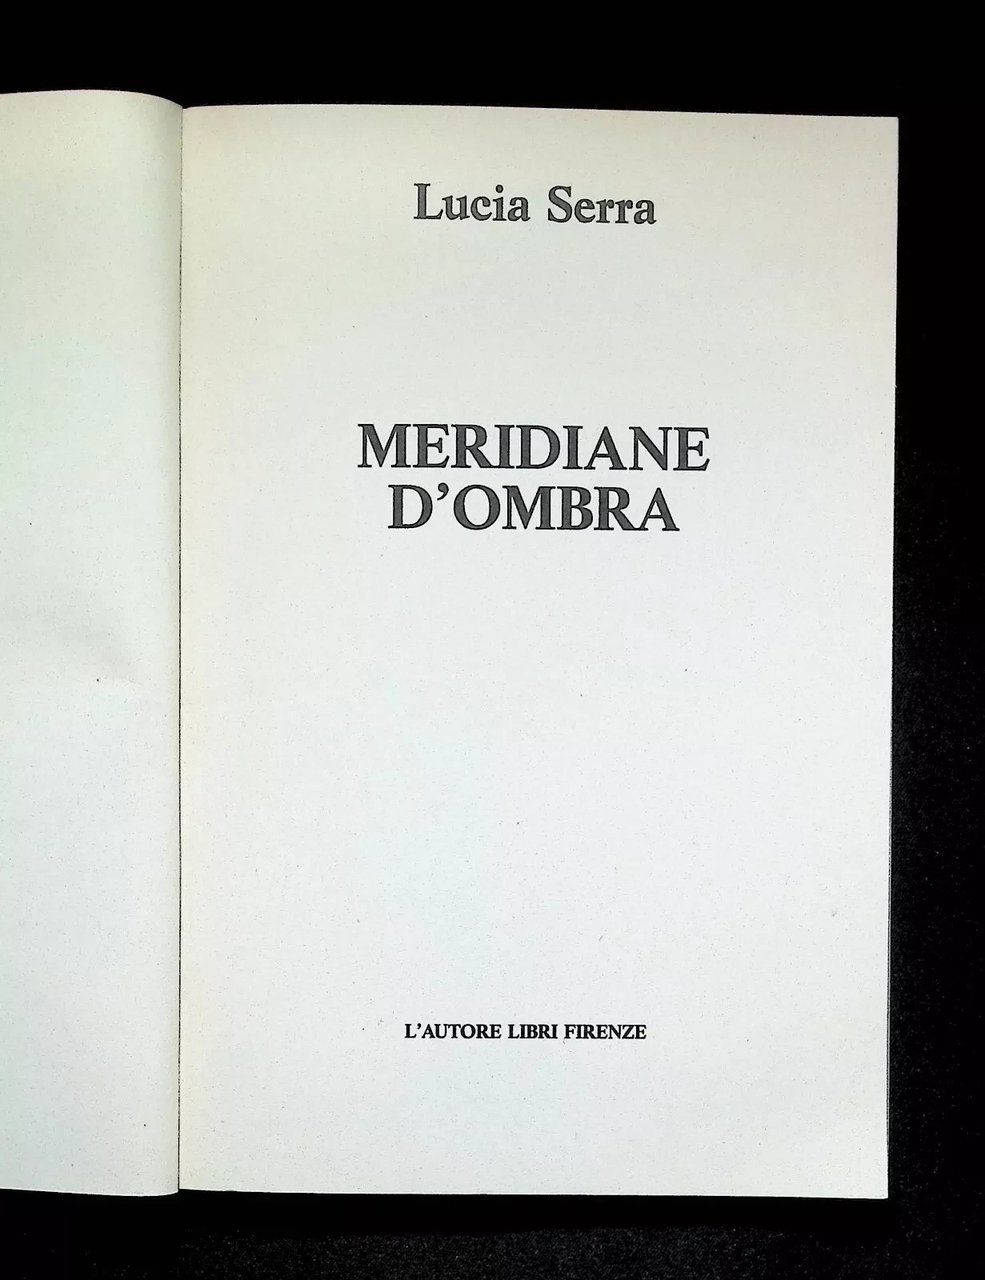 Lucia Serra
MERIDIANE
D'OMBRA
L'AUTORE LIBRI FIRENZE